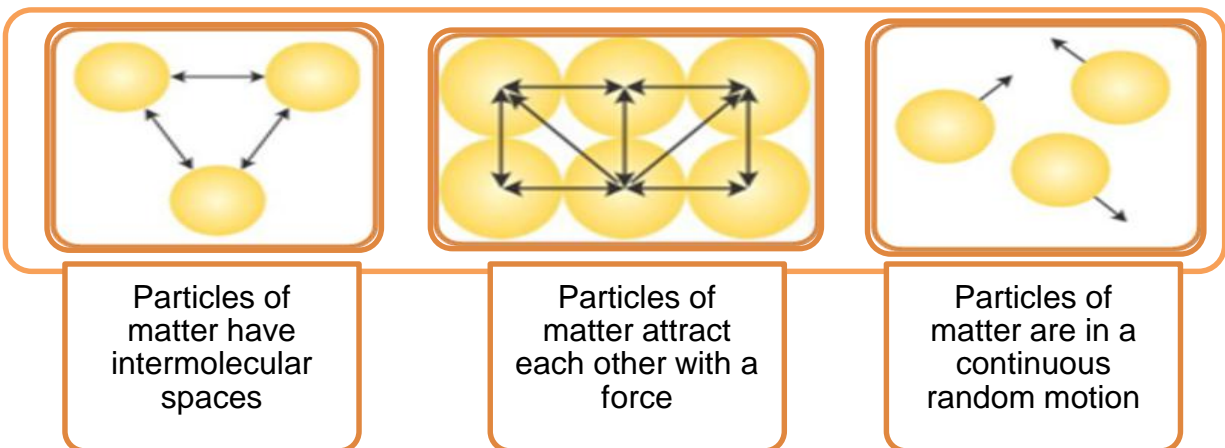 Particles of
matter have
intermolecular
spaces
Particles of
matter attract
each other with a
force
Particles of
matter are in a
continuous
random motion